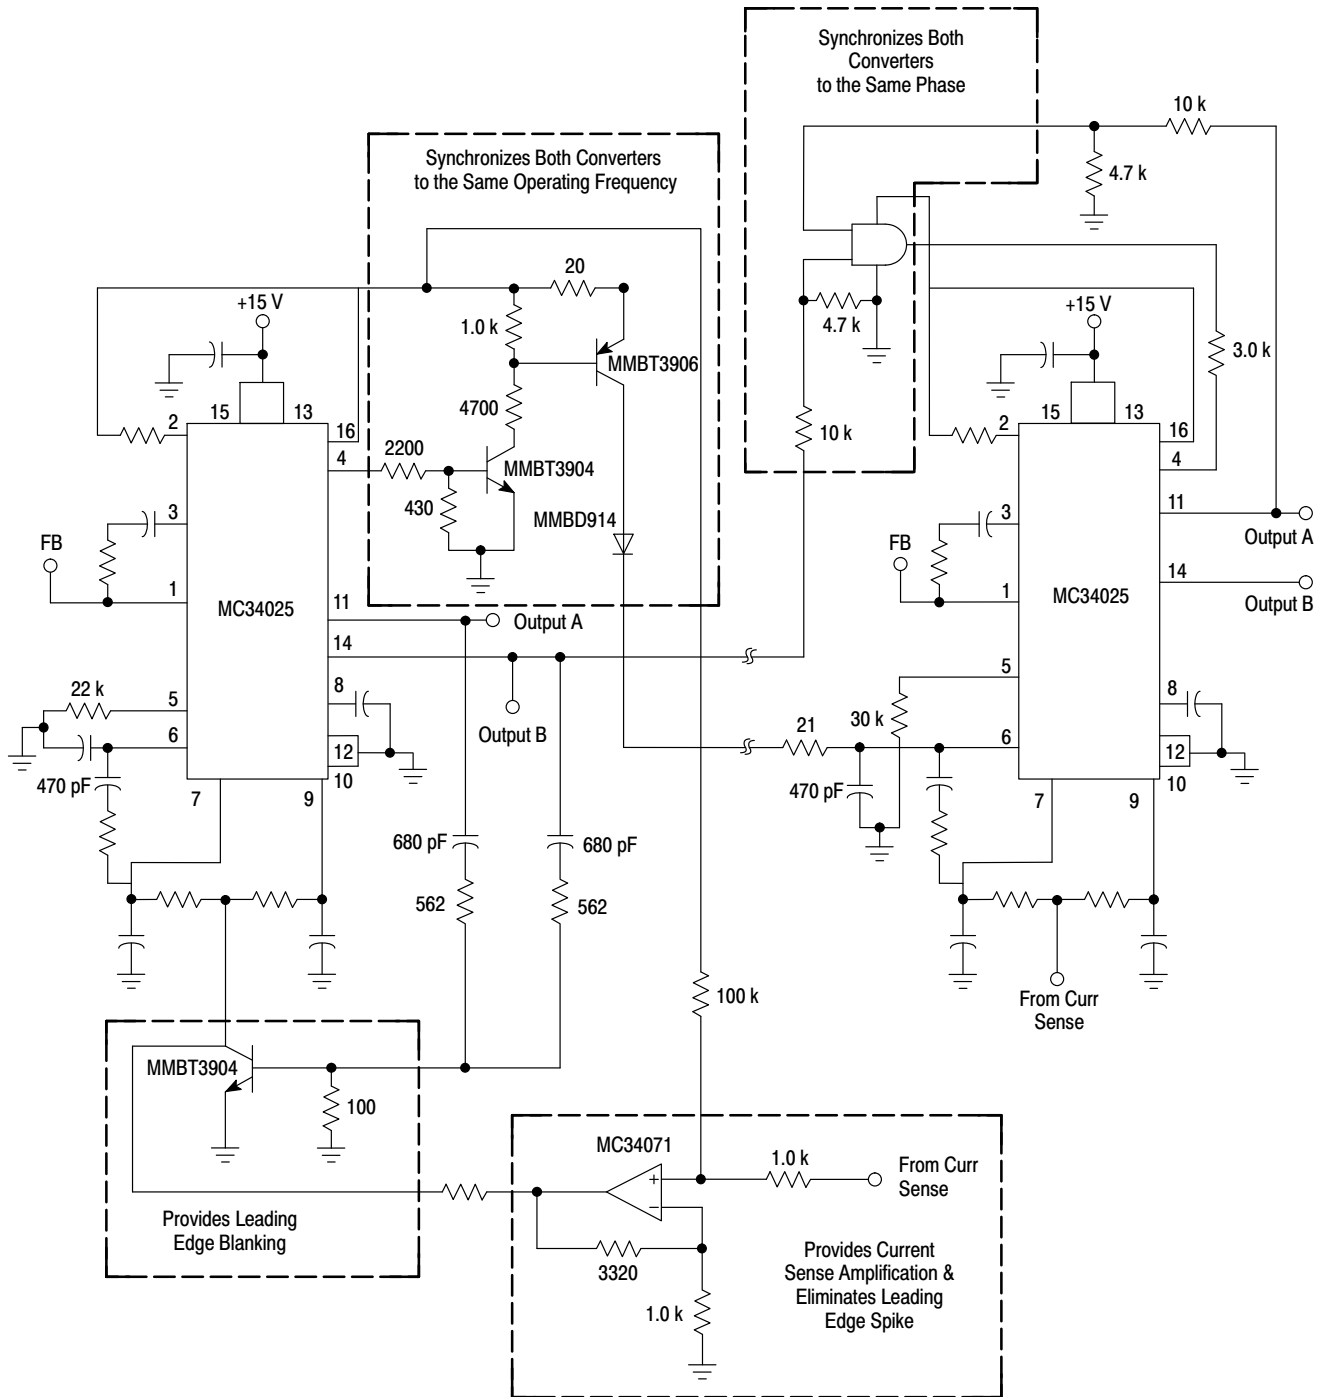 Synchronizes Both
Converters
to the Same Phase
10 k
4.7 k
Synchronizes Both Converters
to the Same Operating Frequency
20
+15 V
1.0 k
MMBT3906
4.7 k
+15 V
3.0 k
15
13
2
16
4700
4
2200
MMBT3904
430
MMBD914
10 k
15
13
2
16
4
3
FB
1
MC34025
11
Output A
14
Output B
22 k
5
6
470 pF
8
12
10
7
9
3
FB
1
MC34025
11
Output A
14
Output B
5
30 k
21
6
470 pF
8
12
10
7
9
680 pF
680 pF
562
562
100 k
From Curr
Sense
MMBT3904
100
Provides Leading
Edge Blanking
MC34071
+
−
1.0 k
From Curr
Sense
3320
1.0 k
Provides Current
Sense Amplification &
Eliminates Leading
Edge Spike